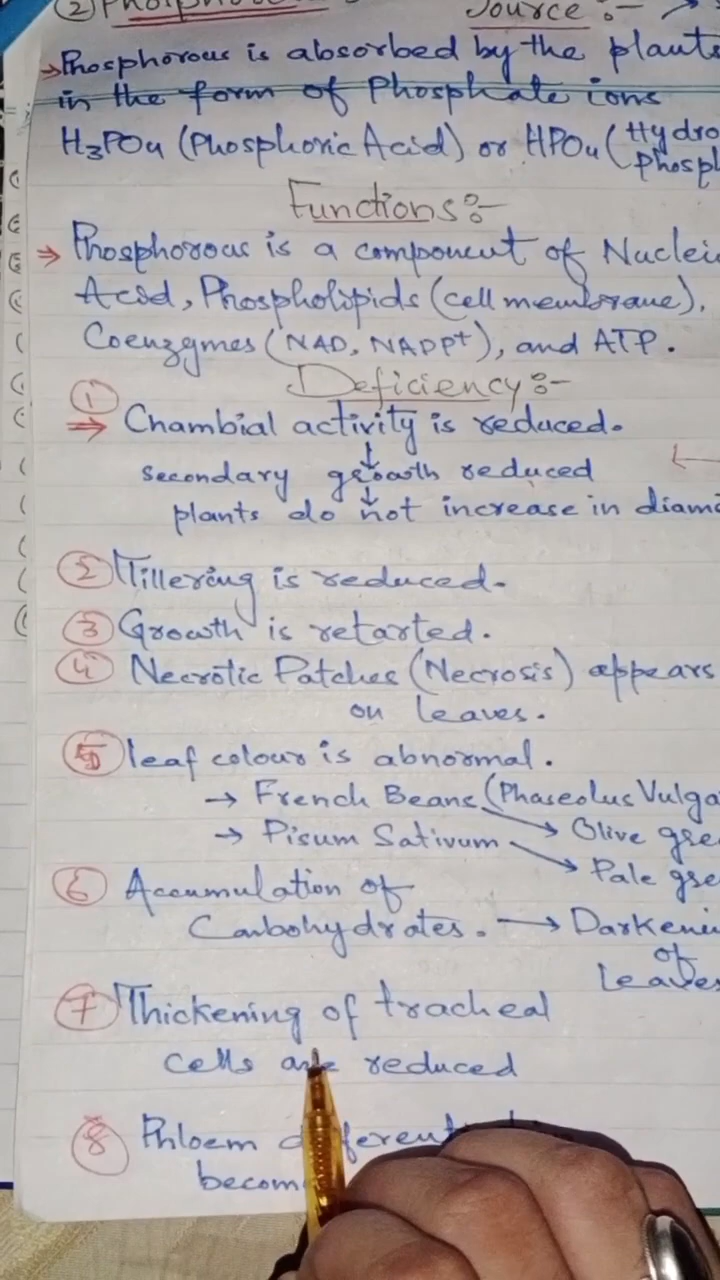 ② Phosphorous Source :- →
→ Phosphorous is absorbed by the plants
in the form of Phosphate ions
H₃PO₄ (Phosphoric Acid) or HPO₄ (Hydro
phosp
Functions:-
⇒ Phosphorous is a component of Nuclei
Acid, Phospholipids (cell membrane),
Coenzymes (NAD, NADP⁺), and ATP.
Deficiency:-
① ⇒ Chambial activity is reduced.
↓
secondary growth reduced
↓
plants do not increase in diam
② Tillering is reduced.
③ Growth is retarted.
④ Necrotic Patches (Necrosis) appears
on leaves.
⑤ leaf colour is abnormal.
→ French Beans (Phaseolus Vulga
→ Olive gre
→ Pisum Sativum
→ Pale gre
⑥ Accumulation of
Carbohydrates. → Darkeni
of
Leaves
⑦ Thickening of tracheal
cells are reduced
⑧ Phloem
becom